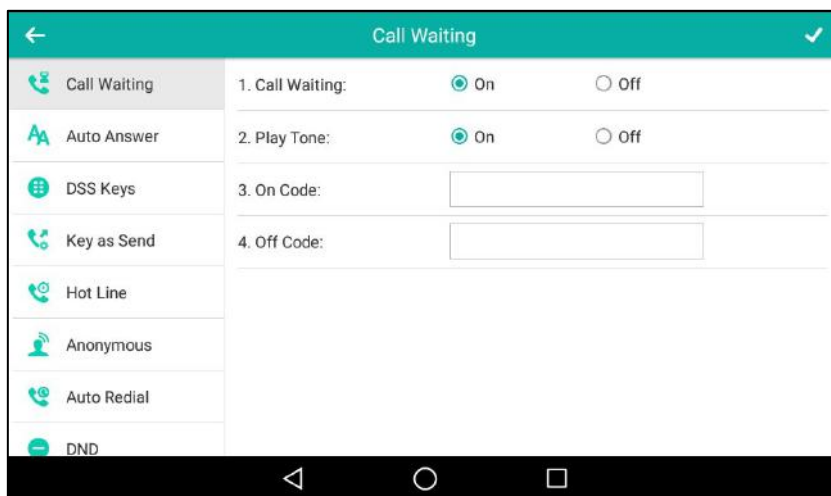 Call Waiting
Call Waiting
Auto Answer
DSS Keys
Key as Send
Hot Line
Anonymous
Auto Redial
DND
1. Call Waiting: On Off
2. Play Tone: On Off
3. On Code:
4. Off Code: